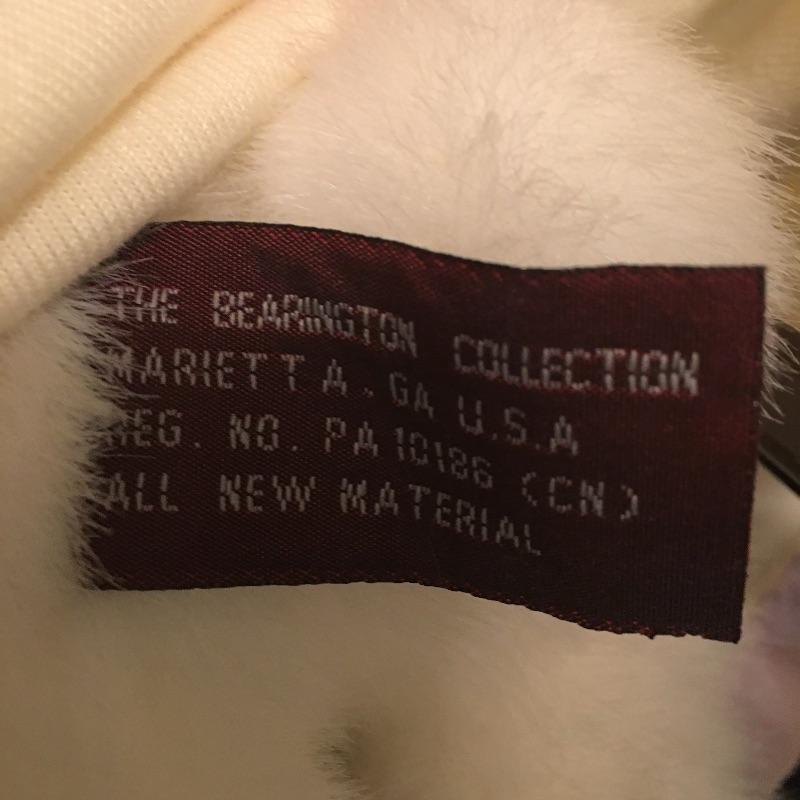 THE BEARINGTON COLLECTION
MARIETTA, GA U.S.A
REG. NO. PA 10186 (CN)
ALL NEW MATERIAL